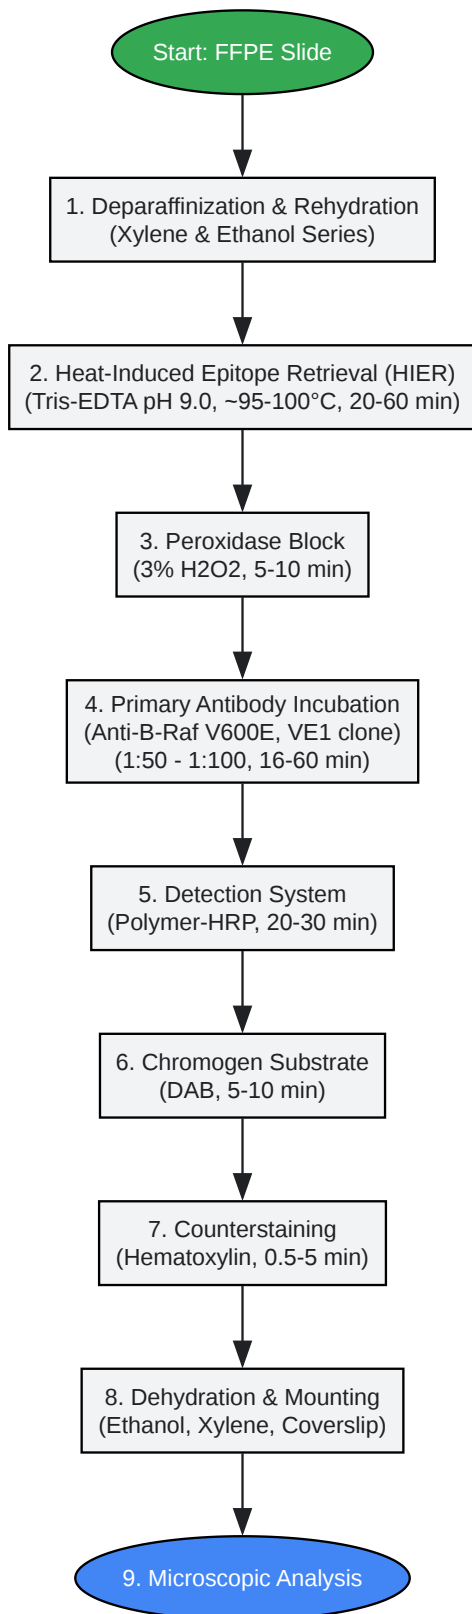 Start: FFPE Slide
1. Deparaffinization & Rehydration
(Xylene & Ethanol Series)
2. Heat-Induced Epitope Retrieval (HIER)
(Tris-EDTA pH 9.0, ~95-100°C, 20-60 min)
3. Peroxidase Block
(3% H2O2, 5-10 min)
4. Primary Antibody Incubation
(Anti-B-Raf V600E, VE1 clone)
(1:50 - 1:100, 16-60 min)
5. Detection System
(Polymer-HRP, 20-30 min)
6. Chromogen Substrate
(DAB, 5-10 min)
7. Counterstaining
(Hematoxylin, 0.5-5 min)
8. Dehydration & Mounting
(Ethanol, Xylene, Coverslip)
9. Microscopic Analysis